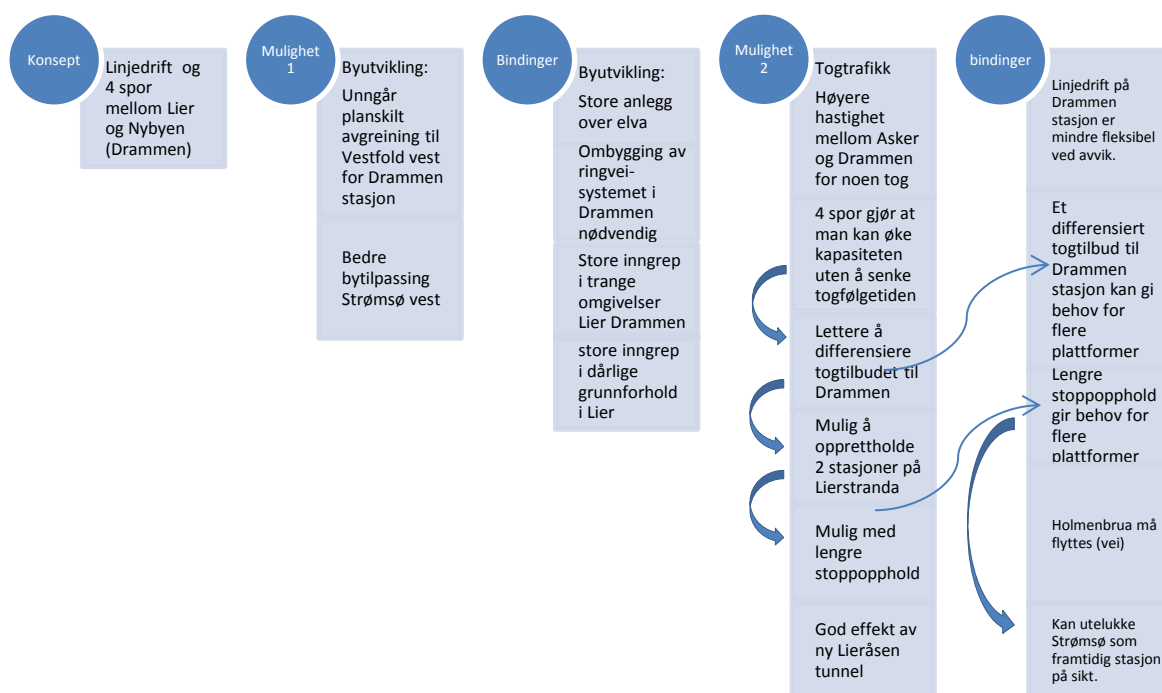 Konsept
Linjedrift og
4 spor
mellom Lier
og Nybyen
(Drammen)
Mulighet
1
Byutvikling:
Unngår
planskilt
avgreining til
Vestfold vest
for Drammen
stasjon
Bedre
bytilpassing
Strømsø vest
Bindinger
Byutvikling:
Store anlegg
over elva
Ombygging av
ringvei-
systemet i
Drammen
nødvendig
Store inngrep
i trange
omgivelser
Lier Drammen
store inngrep
i dårlige
grunnforhold
i Lier
Mulighet
2
Togtrafikk
Høyere
hastighet
mellom Asker
og Drammen
for noen tog
4 spor gjør at
man kan øke
kapasiteten
uten å senke
togfølgetiden
Lettere å
differensiere
togtilbudet til
Drammen
Mulig å
opprettholde
2 stasjoner på
Lierstranda
Mulig med
lengre
stoppopphold
God effekt av
ny Lieråsen
tunnel
bindinger
Linjedrift på
Drammen
stasjon er
mindre fleksibel
ved avvik.
Et
differensiert
togtilbud til
Drammen
stasjon kan gi
behov for
flere
plattformer
Lengre
stoppopphold
gir behov for
flere
plattformer
Holmenbrua må
flyttes (vei)
Kan utelukke
Strømsø som
framtidig stasjon
på sikt.